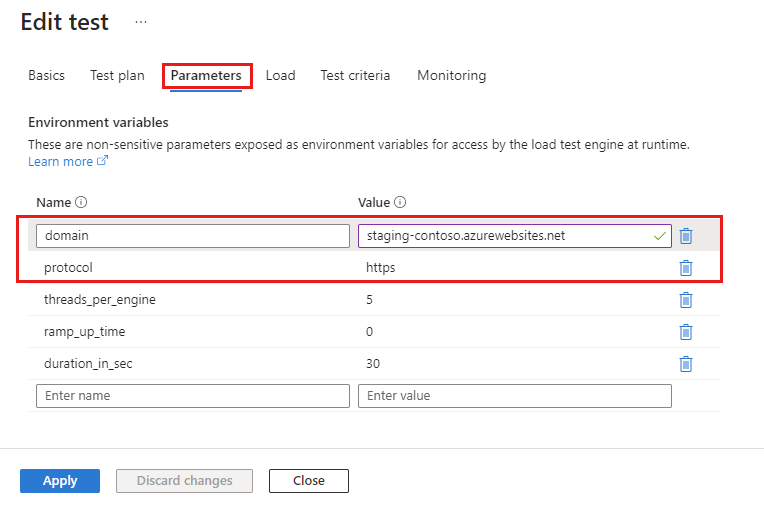 Edit test ...
Basics Test plan Parameters Load Test criteria Monitoring
Environment variables
These are non-sensitive parameters exposed as environment variables for access by the load test engine at runtime.
Learn more
Name Value
domain staging-contoso.azurewebsites.net
protocol https
threads_per_engine 5
ramp_up_time 0
duration_in_sec 30
Enter name Enter value
Apply Discard changes Close